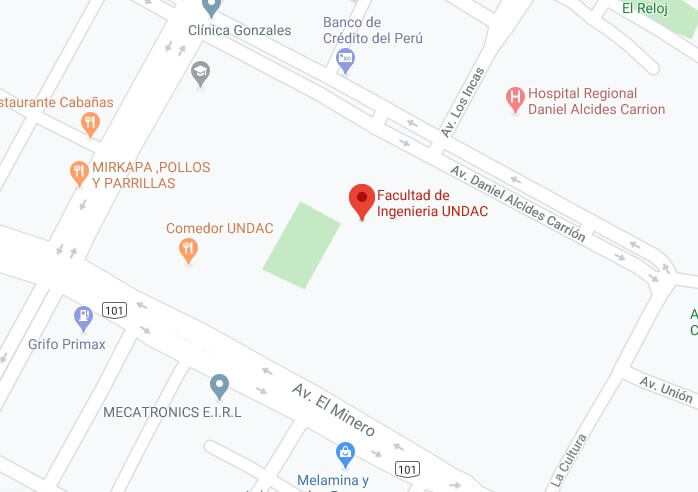 El Reloj
Clínica Gonzales
Banco de
Crédito del Perú
Av. Los Incas
Hospital Regional
Daniel Alcides Carrion
staurante Cabañas
MIRKAPA ,POLLOS
Y PARRILLAS
Av. Daniel Alcides Carrión
Facultad de
Ingenieria UNDAC
Comedor UNDAC
101
Grifo Primax
A
Av. Unión
MECATRONICS E.I.R.L
Av. El Minero
La Cultura
101
Melamina y